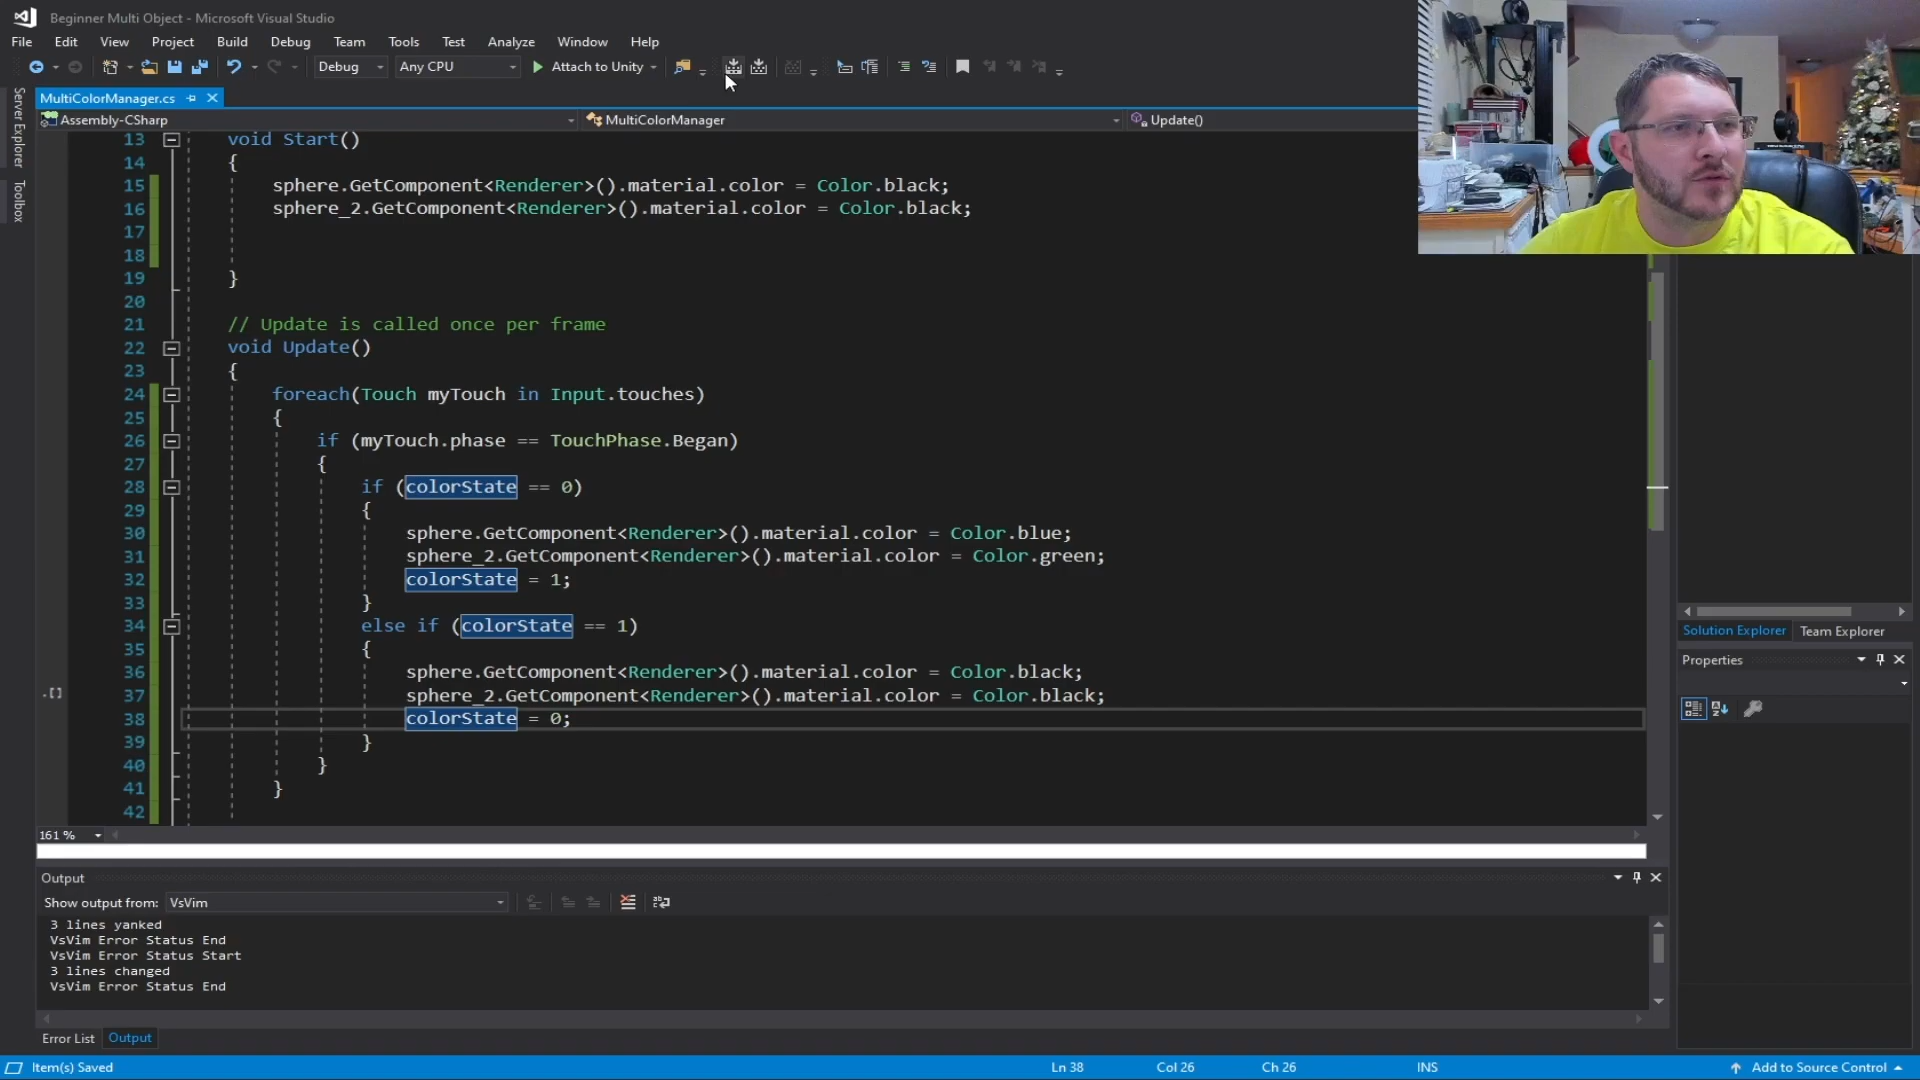 Beginner Multi Object - Microsoft Visual Studio
File Edit View Project Build Debug Team Tools Test Analyze Window Help
Debug Any CPU Attach to Unity
MultiColorManager.cs
Assembly-CSharp MultiColorManager Update()
Server Explorer
Toolbox
13 void Start()
14 {
15 sphere.GetComponent<Renderer>().material.color = Color.black;
16 sphere_2.GetComponent<Renderer>().material.color = Color.black;
17
18
19 }
20
21 // Update is called once per frame
22 void Update()
23 {
24 foreach(Touch myTouch in Input.touches)
25 {
26 if (myTouch.phase == TouchPhase.Began)
27 {
28 if (colorState == 0)
29 {
30 sphere.GetComponent<Renderer>().material.color = Color.blue;
31 sphere_2.GetComponent<Renderer>().material.color = Color.green;
32 colorState = 1;
33 }
34 else if (colorState == 1)
35 {
36 sphere.GetComponent<Renderer>().material.color = Color.black;
37 sphere_2.GetComponent<Renderer>().material.color = Color.black;
38 colorState = 0;
39 }
40 }
41 }
42
161 %
Solution Explorer Team Explorer
Properties
Output
Show output from: VsVim
3 lines yanked
VsVim Error Status End
VsVim Error Status Start
3 lines changed
VsVim Error Status End
Error List Output
Item(s) Saved Ln 38 Col 26 Ch 26 INS Add to Source Control